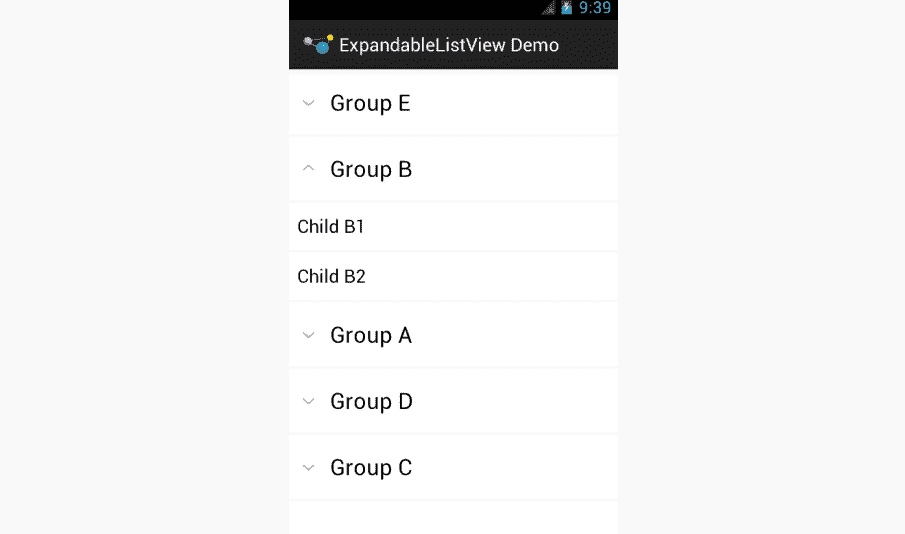 9:39
ExpandableListView Demo
Group E
Group B
Child B1
Child B2
Group A
Group D
Group C